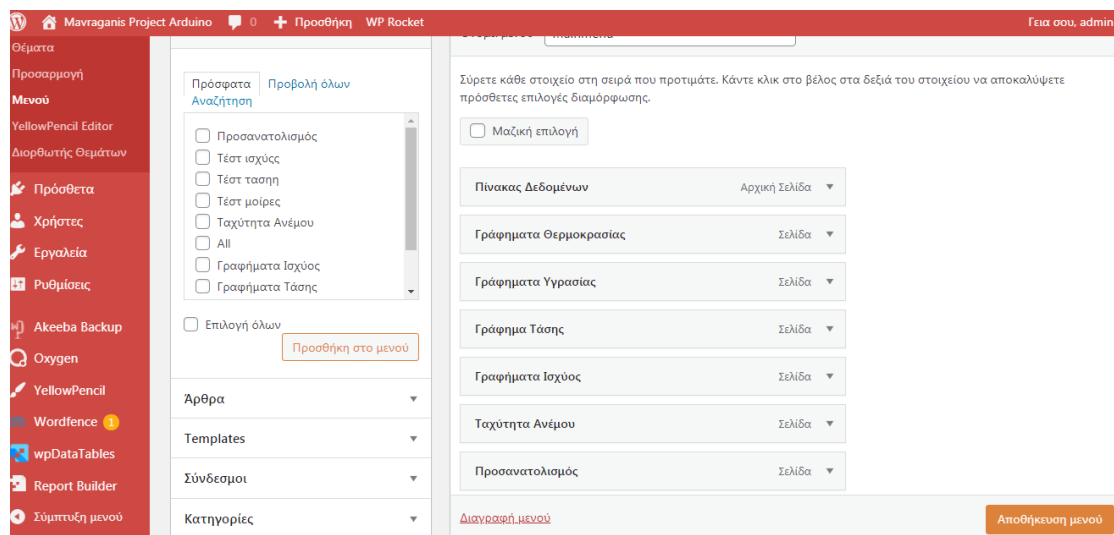 Mavraganis Project Arduino 0 Προσθήκη WP Rocket Γεια σου, admin
Θέματα
Προσαρμογή
Μενού
YellowPencil Editor
Διορθωτής Θεμάτων
Πρόσθετα
Χρήστες
Εργαλεία
Ρυθμίσεις
Akeeba Backup
Oxygen
YellowPencil
Wordfence 1
wpDataTables
Report Builder
Σύμπτυξη μενού
Πρόσφατα Προβολή όλων
Αναζήτηση
Προσανατολισμός
Τέστ ισχύςς
Τέστ τασηη
Τέστ μοίρες
Ταχύτητα Ανέμου
All
Γραφήματα Ισχύος
Γραφήματα Τάσης
Επιλογή όλων
Προσθήκη στο μενού
Άρθρα
Templates
Σύνδεσμοι
Κατηγορίες
Σύρετε κάθε στοιχείο στη σειρά που προτιμάτε. Κάντε κλικ στο βέλος στα δεξιά του στοιχείου να αποκαλύψετε
πρόσθετες επιλογές διαμόρφωσης.
Μαζική επιλογή
Πίνακας Δεδομένων Αρχική Σελίδα
Γράφηματα Θερμοκρασίας Σελίδα
Γράφηματα Υγρασίας Σελίδα
Γράφημα Τάσης Σελίδα
Γραφήματα Ισχύος Σελίδα
Ταχύτητα Ανέμου Σελίδα
Προσανατολισμός Σελίδα
Διαγραφή μενού Αποθήκευση μενού